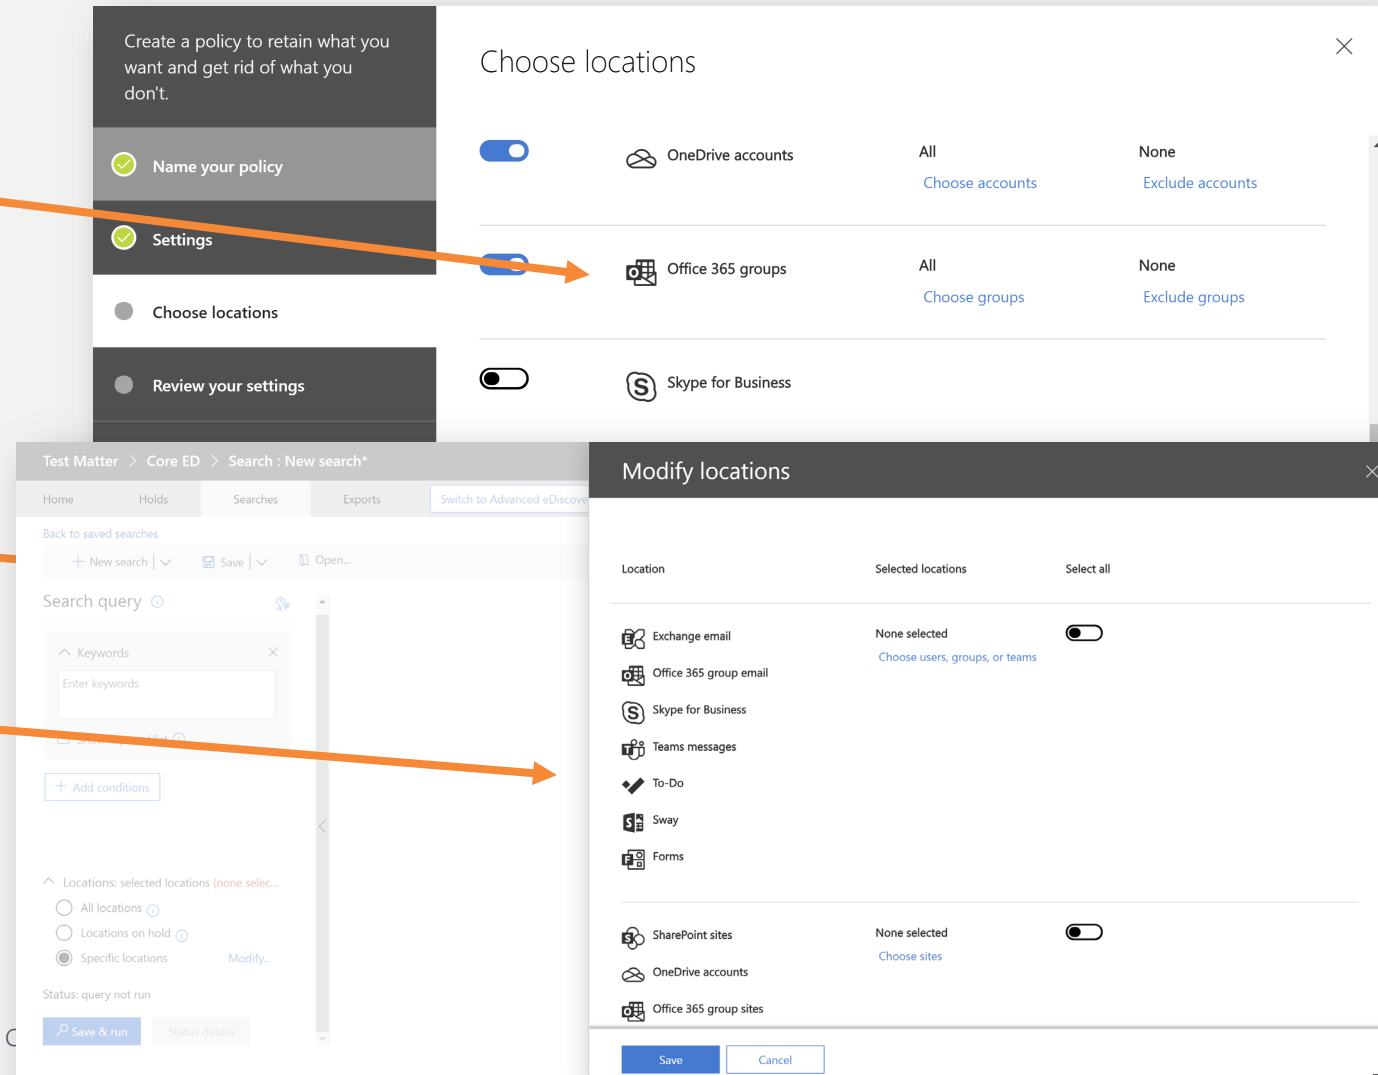 Create a policy to retain what you
want and get rid of what you
don't.
Name your policy
Settings
Choose locations
Review your settings
Choose locations
OneDrive accounts All None
Choose accounts Exclude accounts
Office 365 groups All None
Choose groups Exclude groups
Skype for Business
Test Matter > Core ED > Search : New search*
Home Holds Searches Exports Switch to Advanced eDiscove
Back to saved searches
+ New search Save Open...
Search query
Keywords
Enter keywords
+ Add conditions
Locations: selected locations (none selec...
All locations
Locations on hold
Specific locations Modify...
Status: query not run
Save & run Status details
Modify locations
Location Selected locations Select all
Exchange email None selected
Choose users, groups, or teams
Office 365 group email
Skype for Business
Teams messages
To-Do
Sway
Forms
SharePoint sites None selected
Choose sites
OneDrive accounts
Office 365 group sites
Save Cancel